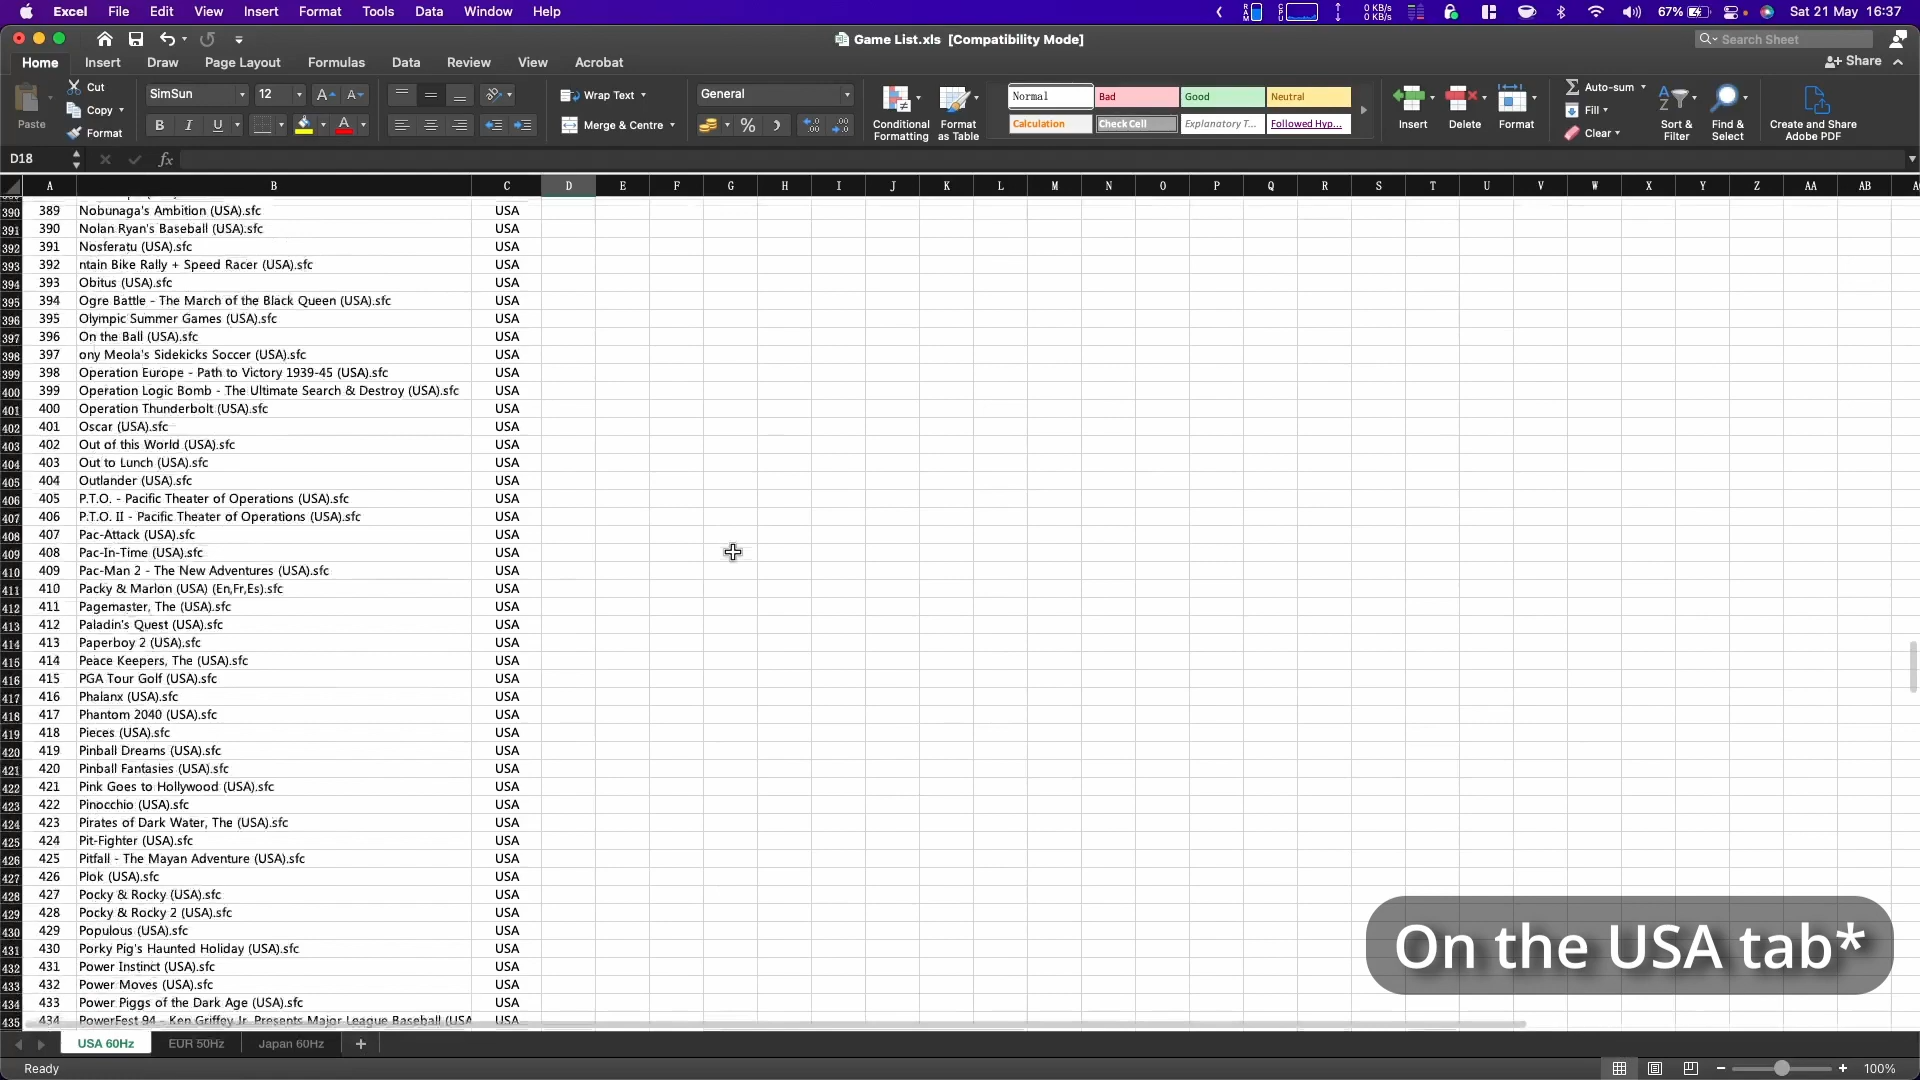 Excel File Edit View Insert Format Tools Data Window Help 0 KB/s 0 KB/s 67% Sat 21 May 16:37
Game List.xls [Compatibility Mode] Search Sheet
Home Insert Draw Page Layout Formulas Data Review View Acrobat Share
Paste Cut Copy Format SimSun 12 Wrap Text Merge & Centre General Conditional Formatting Format as Table Normal Bad Good Neutral Calculation Check Cell Explanatory T... Followed Hyp... Insert Delete Format Auto-sum Fill Clear Sort & Filter Find & Select Create and Share Adobe PDF
D18 fx
A B C D E F G H I J K L M N O P Q R S T U V W X Y Z AA AB
390 389 Nobunaga's Ambition (USA).sfc USA
391 390 Nolan Ryan's Baseball (USA).sfc USA
392 391 Nosferatu (USA).sfc USA
393 392 ntain Bike Rally + Speed Racer (USA).sfc USA
394 393 Obitus (USA).sfc USA
395 394 Ogre Battle - The March of the Black Queen (USA).sfc USA
396 395 Olympic Summer Games (USA).sfc USA
397 396 On the Ball (USA).sfc USA
398 397 ony Meola's Sidekicks Soccer (USA).sfc USA
399 398 Operation Europe - Path to Victory 1939-45 (USA).sfc USA
400 399 Operation Logic Bomb - The Ultimate Search & Destroy (USA).sfc USA
401 400 Operation Thunderbolt (USA).sfc USA
402 401 Oscar (USA).sfc USA
403 402 Out of this World (USA).sfc USA
404 403 Out to Lunch (USA).sfc USA
405 404 Outlander (USA).sfc USA
406 405 P.T.O. - Pacific Theater of Operations (USA).sfc USA
407 406 P.T.O. II - Pacific Theater of Operations (USA).sfc USA
408 407 Pac-Attack (USA).sfc USA
409 408 Pac-In-Time (USA).sfc USA
410 409 Pac-Man 2 - The New Adventures (USA).sfc USA
411 410 Packy & Marlon (USA) (En,Fr,Es).sfc USA
412 411 Pagemaster, The (USA).sfc USA
413 412 Paladin's Quest (USA).sfc USA
414 413 Paperboy 2 (USA).sfc USA
415 414 Peace Keepers, The (USA).sfc USA
416 415 PGA Tour Golf (USA).sfc USA
417 416 Phalanx (USA).sfc USA
418 417 Phantom 2040 (USA).sfc USA
419 418 Pieces (USA).sfc USA
420 419 Pinball Dreams (USA).sfc USA
421 420 Pinball Fantasies (USA).sfc USA
422 421 Pink Goes to Hollywood (USA).sfc USA
423 422 Pinocchio (USA).sfc USA
424 423 Pirates of Dark Water, The (USA).sfc USA
425 424 Pit-Fighter (USA).sfc USA
426 425 Pitfall - The Mayan Adventure (USA).sfc USA
427 426 Plok (USA).sfc USA
428 427 Pocky & Rocky (USA).sfc USA
429 428 Pocky & Rocky 2 (USA).sfc USA
430 429 Populous (USA).sfc USA
431 430 Porky Pig's Haunted Holiday (USA).sfc USA
432 431 Power Instinct (USA).sfc USA
433 432 Power Moves (USA).sfc USA
434 433 Power Piggs of the Dark Age (USA).sfc USA
435 434 PowerFest 94 - Ken Griffey Jr. Presents Major League Baseball (USA USA
On the USA tab*
USA 60Hz EUR 50Hz Japan 60Hz
Ready 100%